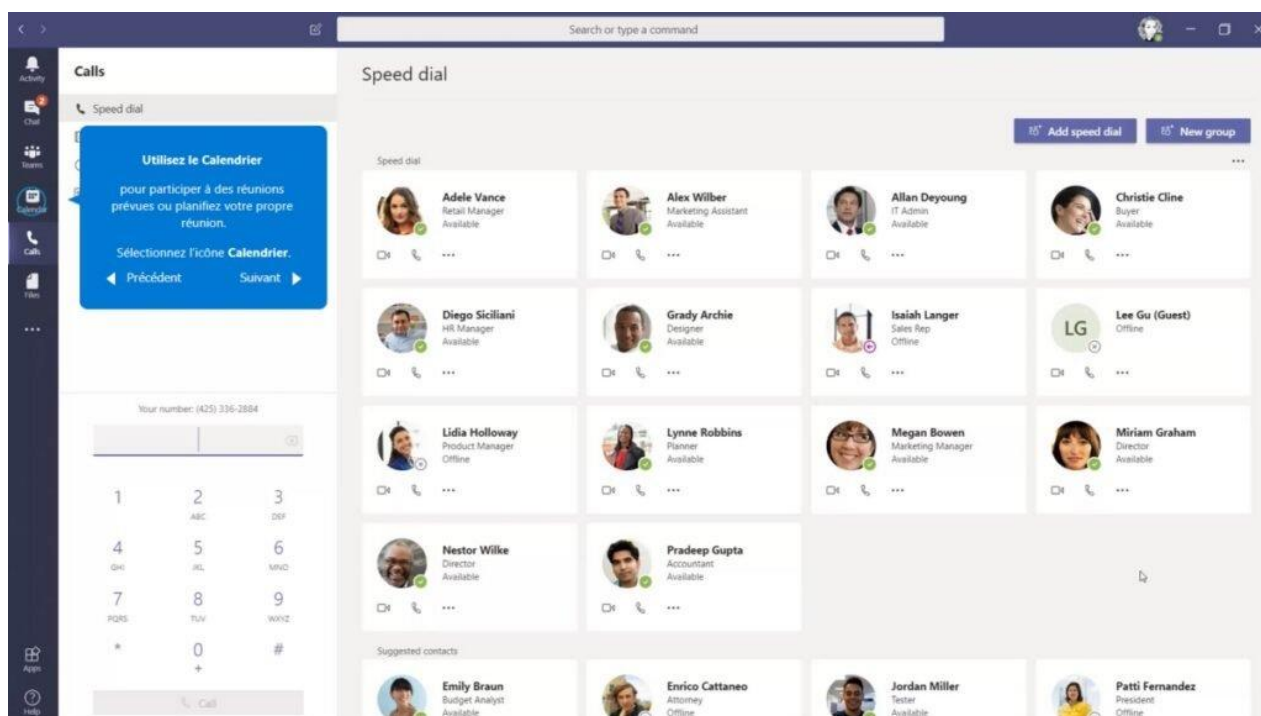 Search or type a command
Activity
Calls
Speed dial
Speed dial
2
Chat
Add speed dial
New group
Teams
Utilisez le Calendrier
pour participer à des réunions
prévues ou planifiez votre propre
réunion.
Sélectionnez l'icône Calendrier.
Précédent Suivant
Calendar
Calls
Files
Speed dial
Adele Vance
Retail Manager
Available
Alex Wilber
Marketing Assistant
Available
Allan Deyoung
IT Admin
Available
Christie Cline
Buyer
Available
Diego Siciliani
HR Manager
Available
Grady Archie
Designer
Available
Isaiah Langer
Sales Rep
Offline
LG
Lee Gu (Guest)
Offline
Your number: (425) 336-2884
Lidia Holloway
Product Manager
Offline
Lynne Robbins
Planner
Available
Megan Bowen
Marketing Manager
Available
Miriam Graham
Director
Available
1 2 3
ABC DEF
4 5 6
GHI JKL MNO
7 8 9
PQRS TUV WXYZ
* 0 #
+
Call
Nestor Wilke
Director
Available
Pradeep Gupta
Accountant
Available
Suggested contacts
Emily Braun
Budget Analyst
Available
Enrico Cattaneo
Attorney
Offline
Jordan Miller
Tester
Available
Patti Fernandez
President
Offline
Apps
Help